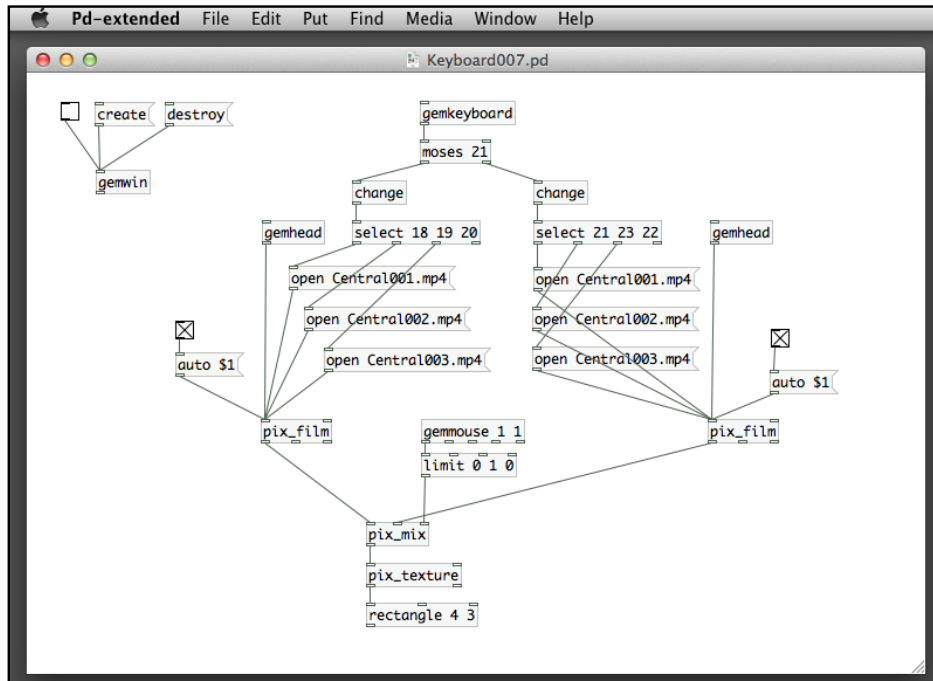 Pd-extended File Edit Put Find Media Window Help
Keyboard007.pd
create destroy gemkeyboard
moses 21
gemwin
change change
gemhead select 18 19 20 select 21 23 22 gemhead
open Central001.mp4 open Central001.mp4
open Central002.mp4 open Central002.mp4
open Central003.mp4 open Central003.mp4
auto $1 auto $1
pix_film gemmouse 1 1 pix_film
limit 0 1 0
pix_mix
pix_texture
rectangle 4 3